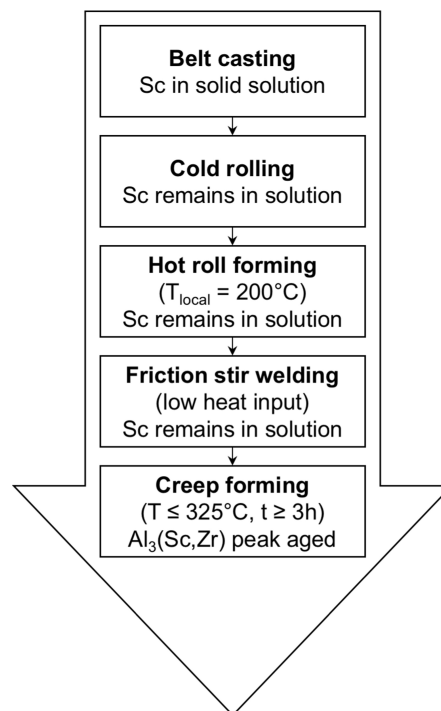 Belt casting
Sc in solid solution
Cold rolling
Sc remains in solution
Hot roll forming
(Tlocal = 200°C)
Sc remains in solution
Friction stir welding
(low heat input)
Sc remains in solution
Creep forming
(T ≤ 325°C, t ≥ 3h)
Al3(Sc,Zr) peak aged